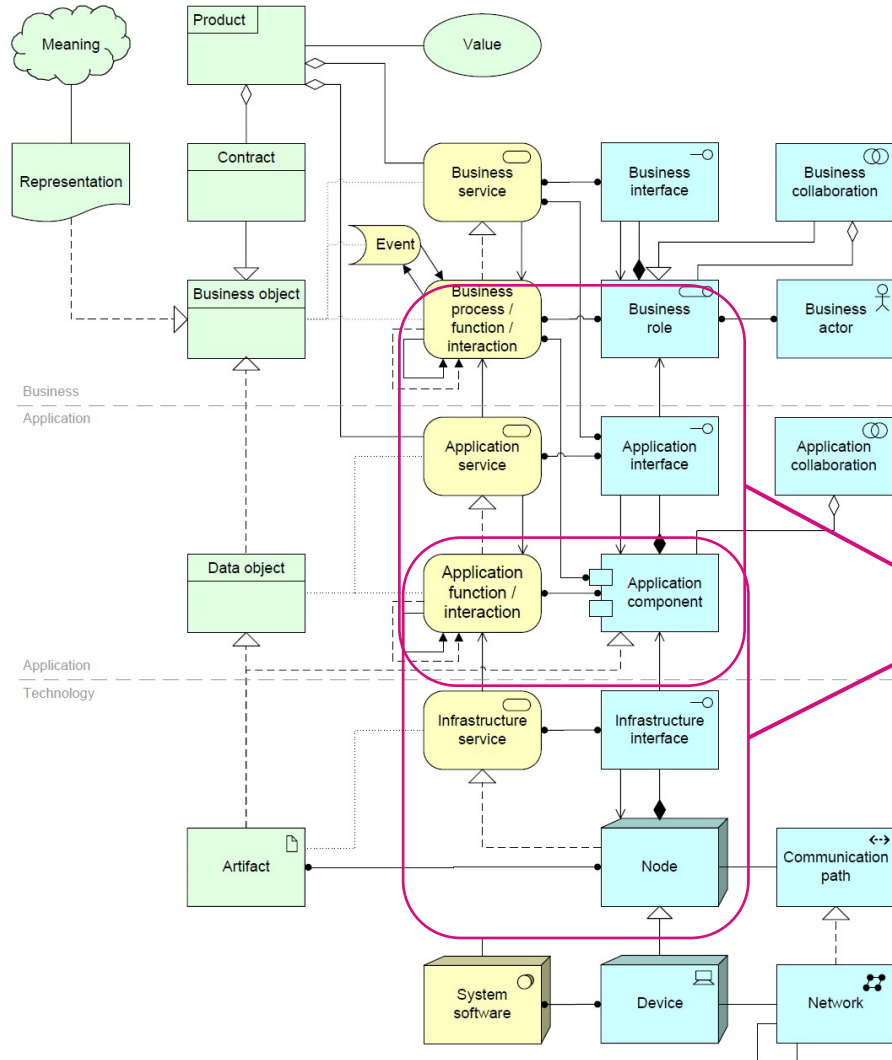 Product
Meaning
Value
Representation
Contract
Business
service
Business
interface
Business
collaboration
Event
Business object
Business
process /
function /
interaction
Business
role
Business
actor
Business
Application
Application
service
Application
interface
Application
collaboration
Data object
Application
function /
interaction
Application
component
Application
Technology
Infrastructure
service
Infrastructure
interface
Artifact
Node
Communication
path
System
software
Device
Network